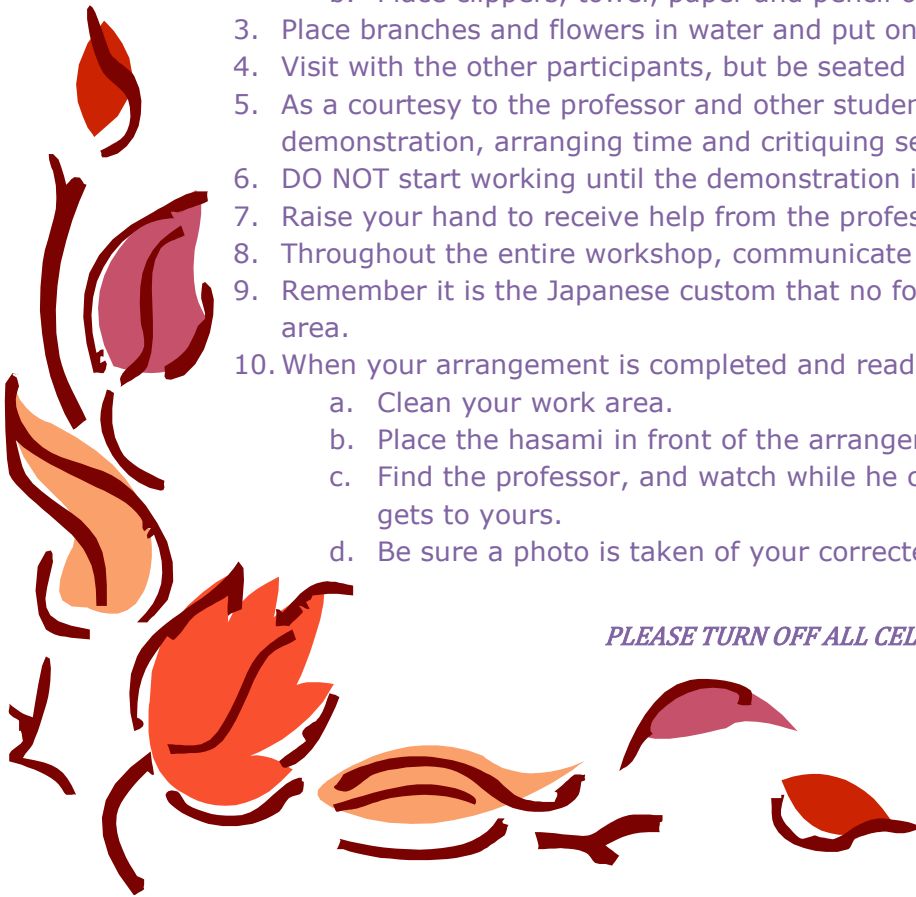 3. Place branches and flowers in water and put on
4. Visit with the other participants, but be seated
5. As a courtesy to the professor and other studen
demonstration, arranging time and critiquing se
6. DO NOT start working until the demonstration i
7. Raise your hand to receive help from the profes
8. Throughout the entire workshop, communicate
9. Remember it is the Japanese custom that no fo
area.
10. When your arrangement is completed and read
a. Clean your work area.
b. Place the hasami in front of the arrange
c. Find the professor, and watch while he c
gets to yours.
d. Be sure a photo is taken of your correcte
PLEASE TURN OFF ALL CEL